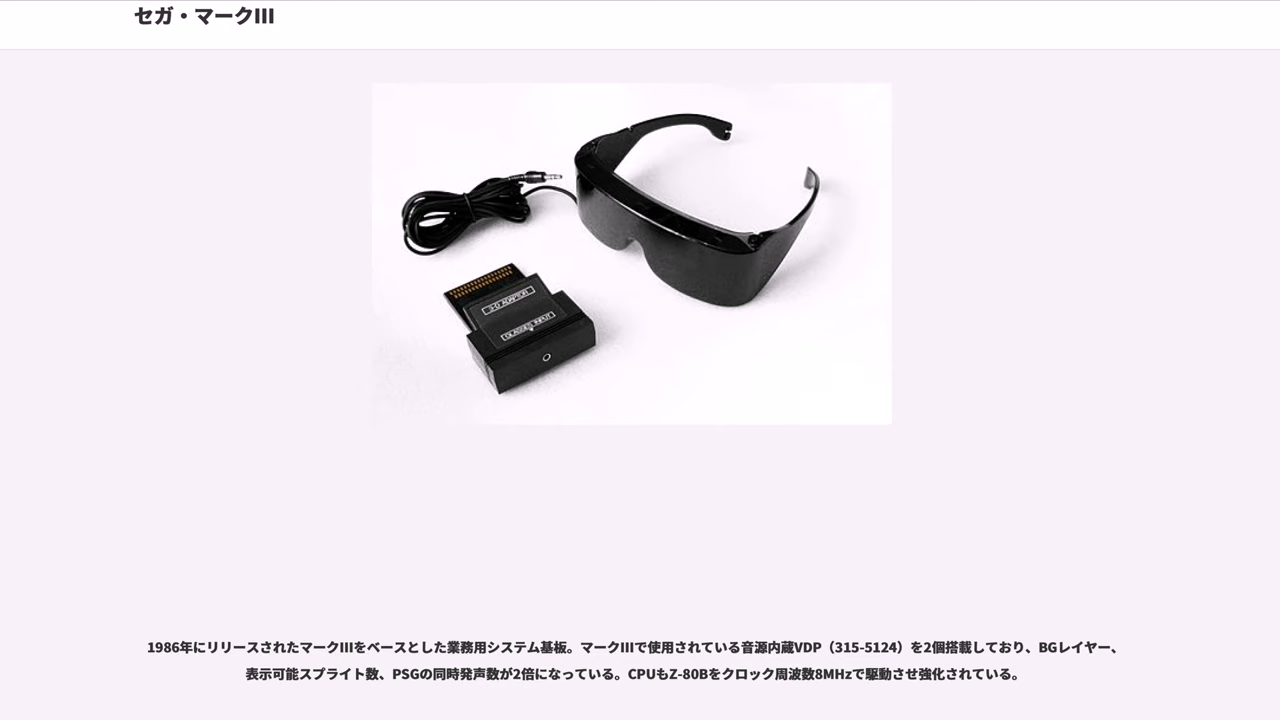 セガ・マークIII
3-D ADAPTOR
GLASSES INPUT
1986年にリリースされたマークIIIをベースとした業務用システム基板。マークIIIで使用されている音源内蔵VDP（315-5124）を2個搭載しており、BGレイヤー、
表示可能スプライト数、PSGの同時発声数が2倍になっている。CPUもZ-80Bをクロック周波数8MHzで駆動させ強化されている。